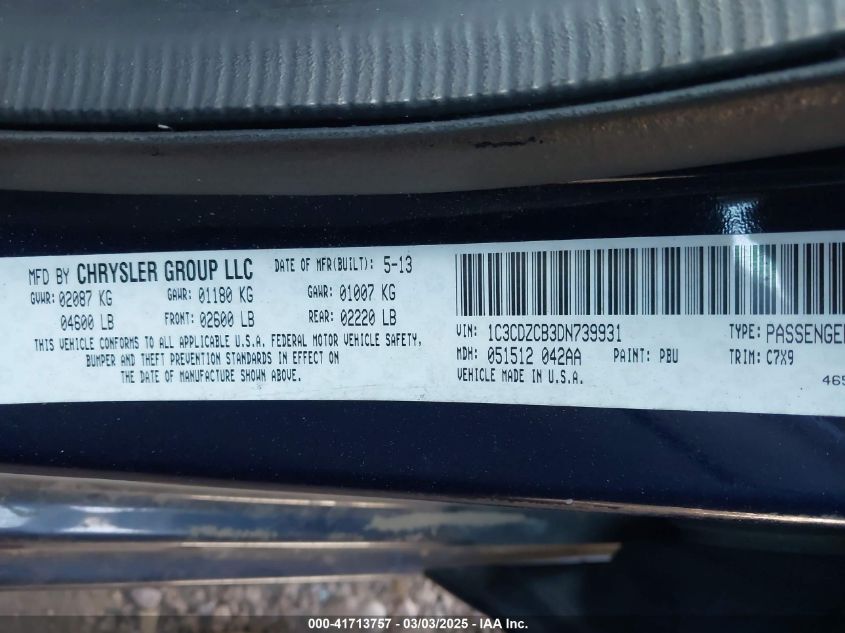 MFD BY CHRYSLER GROUP LLC DATE OF MFR(BUILT): 5-13
GVWR: 02087 KG GAWR: 01180 KG GAWR: 01007 KG
04600 LB FRONT: 02600 LB REAR: 02220 LB
THIS VEHICLE CONFORMS TO ALL APPLICABLE U.S.A. FEDERAL MOTOR VEHICLE SAFETY,
BUMPER AND THEFT PREVENTION STANDARDS IN EFFECT ON
THE DATE OF MANUFACTURE SHOWN ABOVE.
VIN: 1C3CDZCB3DN739931 TYPE: PASSENGER
MDH: 051512 042AA PAINT: PBU TRIM: C7X9
VEHICLE MADE IN U.S.A.
465
000-41713757 - 03/03/2025 - IAA Inc.